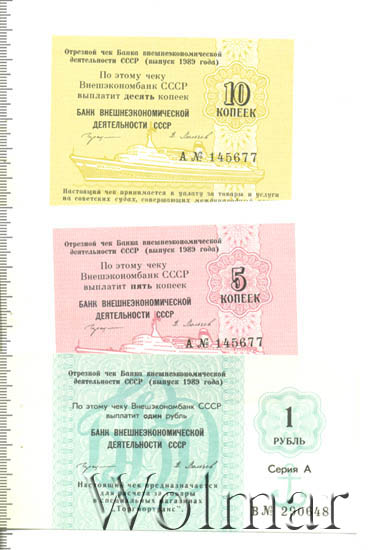 Отрезной чек Банка внешнеэкономической
деятельности СССР (выпуск 1989 года)
По этому чеку
Внешэкономбанк СССР
выплатит десять копеек
10
КОПЕЕК
БАНК ВНЕШНЕЭКОНОМИЧЕСКОЙ
ДЕЯТЕЛЬНОСТИ СССР
А № 145677
Настоящий чек принимается в уплату за товары и услуги
на советских судах, совершающих
Отрезной чек Банка внешнеэкономической
деятельности СССР (выпуск 1989 года)
По этому чеку
Внешэкономбанк СССР
выплатит пять копеек
5
КОПЕЕК
БАНК ВНЕШНЕЭКОНОМИЧЕСКОЙ
ДЕЯТЕЛЬНОСТИ СССР
А № 145677
Отрезной чек Банка внешнеэкономической
деятельности СССР (выпуск 1989 года)
По этому чеку Внешэкономбанк СССР
выплатит один рубль
1
РУБЛЬ
БАНК ВНЕШНЕЭКОНОМИЧЕСКОЙ
ДЕЯТЕЛЬНОСТИ СССР
Серия А
Настоящий чек предназначен
для расчета за товары
в специальных магазинах
"Торгмортранс".
В № 290648
Wolmar